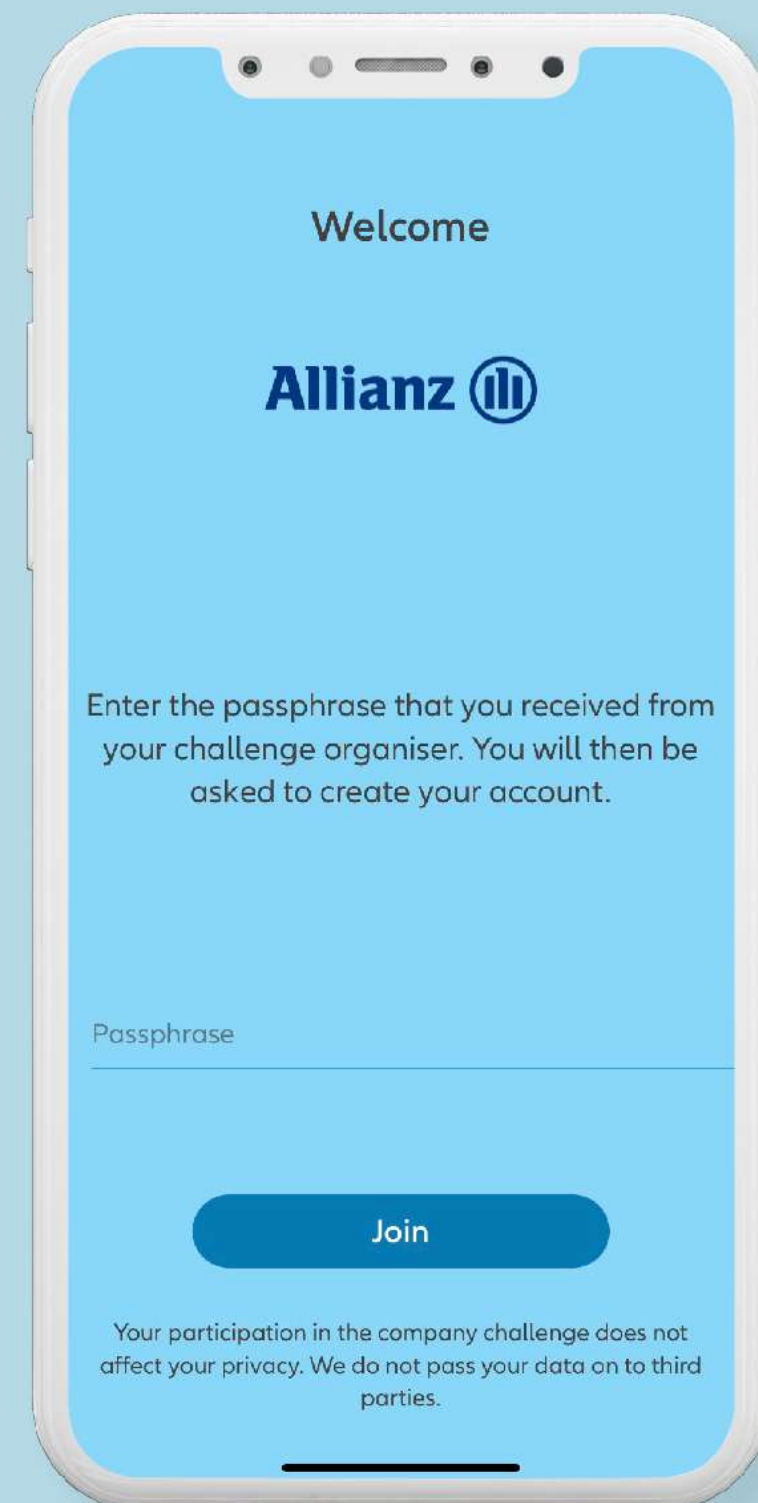 Welcome
Allianz
Enter the passphrase that you received from
your challenge organiser. You will then be
asked to create your account.
Passphrase
Join
Your participation in the company challenge does not
affect your privacy. We do not pass your data on to third
parties.